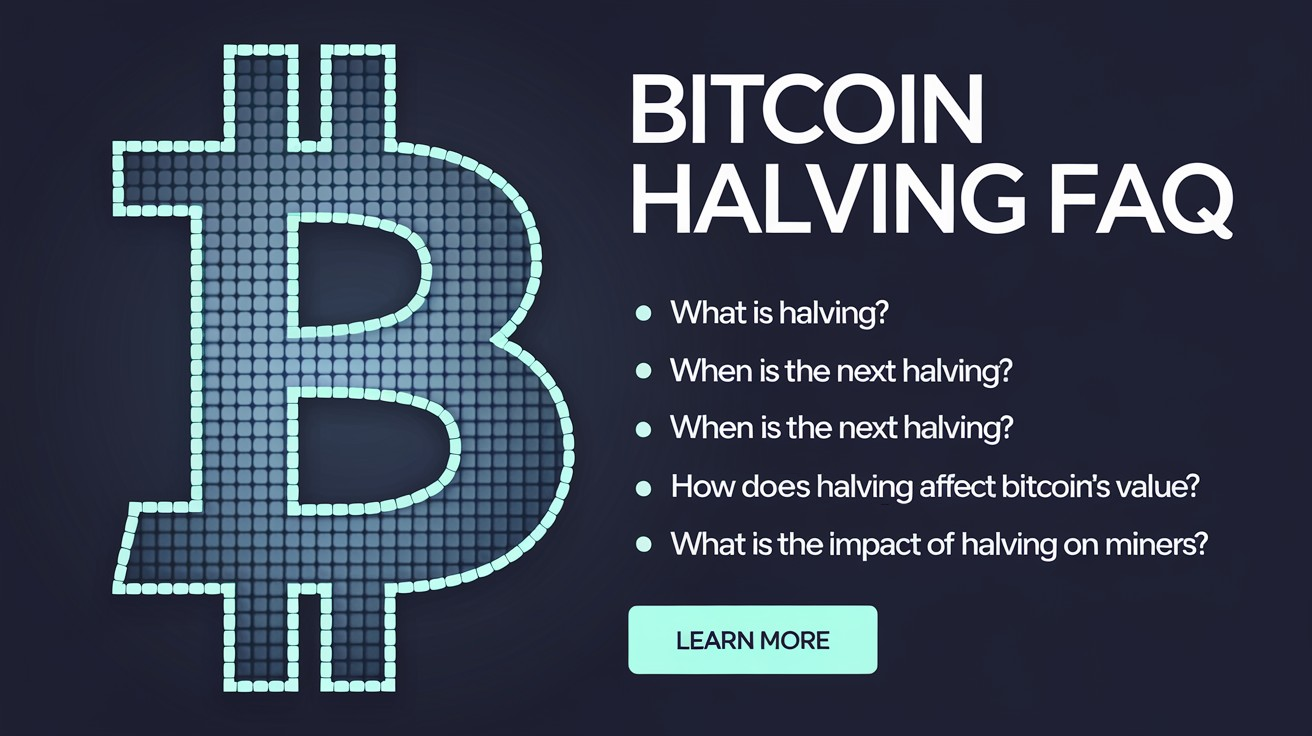 BITCOIN
HALVING FAQ
What is halving?
When is the next halving?
When is the next halving?
How does halving affect bitcoin's value?
What is the impact of halving on miners?
LEARN MORE